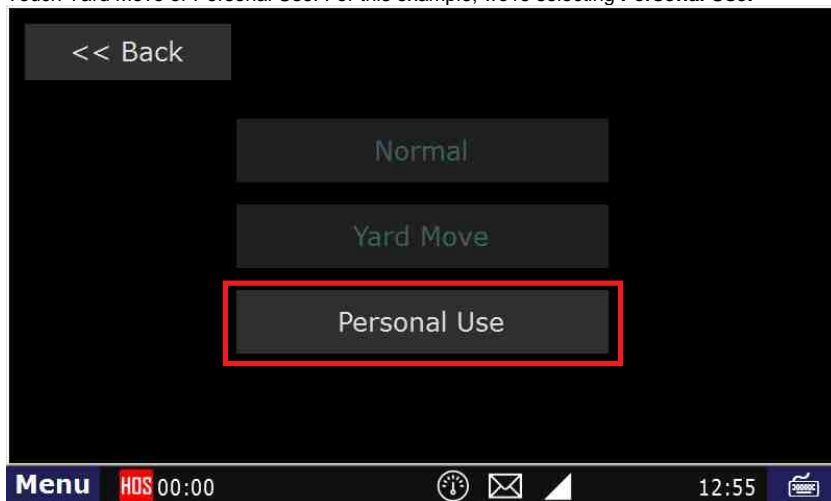 Touch Yard Move or Personal Use. For this example, we're selecting Personal Use.
<< Back
Normal
Yard Move
Personal Use
Menu HOS 00:00 12:55